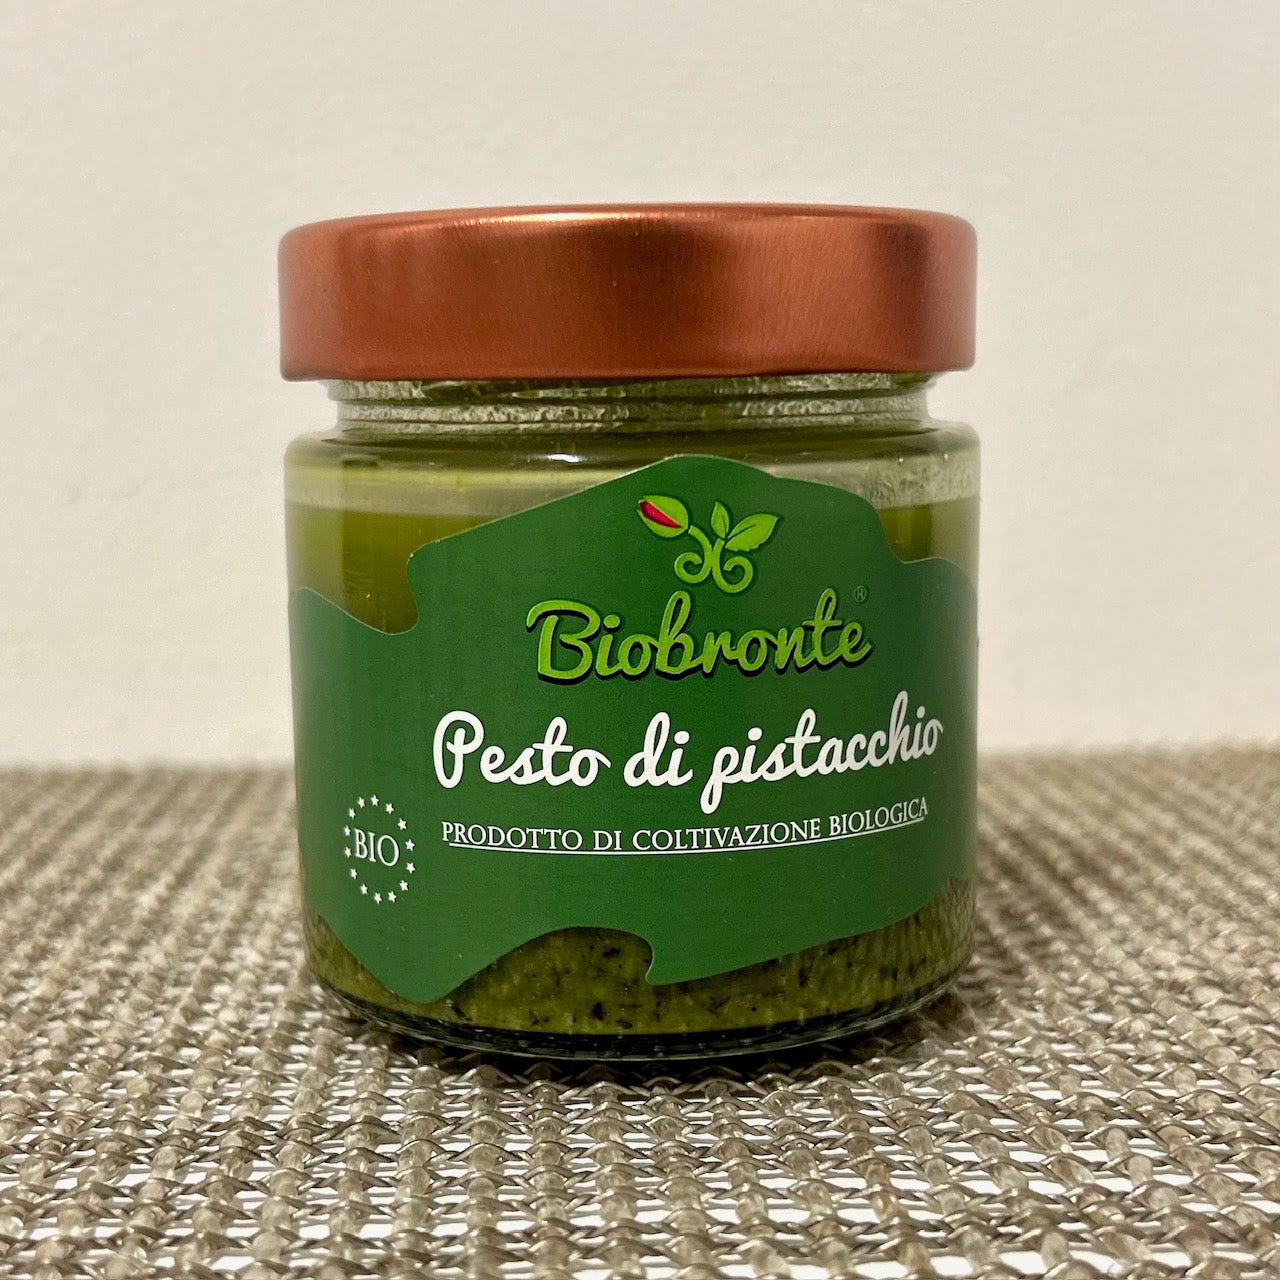 Biobronte®
Pesto di pistacchio
PRODOTTO DI COLTIVAZIONE BIOLOGICA
BIO